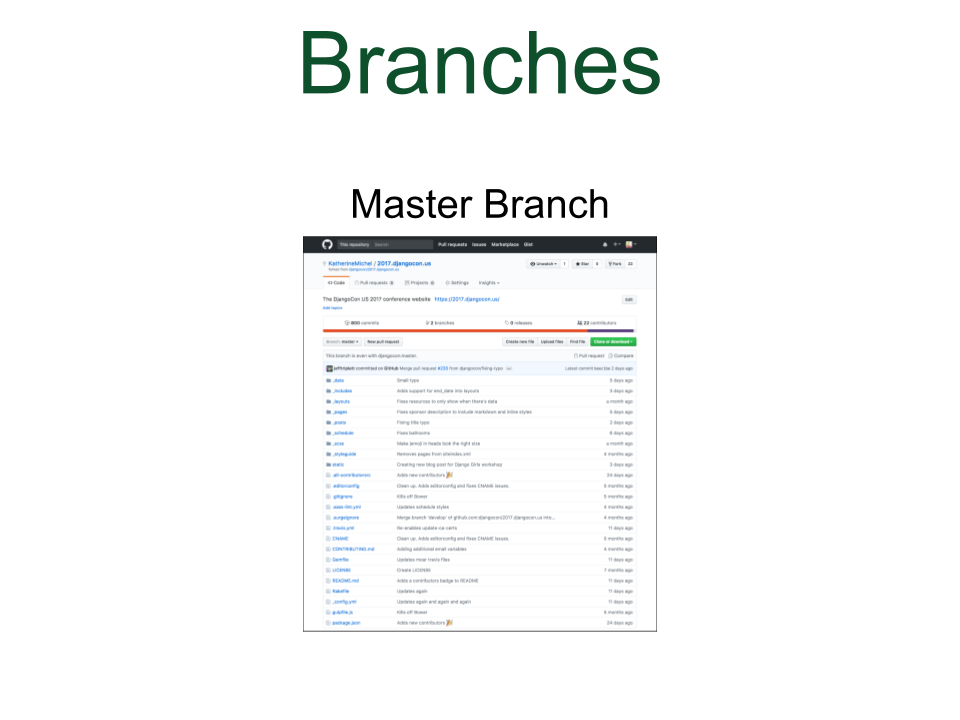 Branches
Master Branch
This repository Search Pull requests Issues Marketplace Gist
KatherineMichel / 2017.djangocon.us
forked from djangocon/2017.djangocon.us
Unwatch 1 Star 0 Fork 23
Code Pull requests Projects Settings Insights
The DjangoCon US 2017 conference website https://2017.djangocon.us/
Edit
Add topics
800 commits 2 branches 0 releases 22 contributors
Branch: master New pull request Create new file Upload files Find file Clone or download
This branch is even with djangocon:master. Pull request Compare
committed on GitHub Merge pull request #233 from djangocon/fixing-typo Latest commit 2 days ago
_data Small typo 5 days ago
_includes Adds support for end_date into layouts 3 days ago
_layouts Fixes resources to only show when there's data a month ago
_pages Fixes sponsor description to include markdown and inline styles 5 days ago
_posts Fixing title typo 2 days ago
_schedule Fixes bathrooms 6 days ago
_scss Make jemoji in heads look the right size a month ago
_styleguide Removes pages from siteindex.xml 4 months ago
static Creating new blog post for Django Girls workshop 3 days ago
.all-contributorsrc Adds new contributors 24 days ago
.editorconfig Clean up. Adds editorconfig and fixes CNAME issues. 5 months ago
.gitignore Kills off Bower 5 months ago
.sass-lint.yml Updates schedule styles 4 months ago
.surgeignore Merge branch 'develop' of github.com:djangocon/2017.djangocon.us into... 4 months ago
.travis.yml Re-enables update-ca-certs 11 days ago
CNAME Clean up. Adds editorconfig and fixes CNAME issues. 5 months ago
CONTRIBUTING.md Adding additional email variables 4 months ago
Gemfile Updates moar travis files 11 days ago
LICENSE Create LICENSE 7 months ago
README.md Adds a contributors badge to README 11 days ago
Rakefile Updates again 11 days ago
_config.yml Updates again and again and again 11 days ago
gulpfile.js Kills off Bower 5 months ago
package.json Adds new contributors 24 days ago